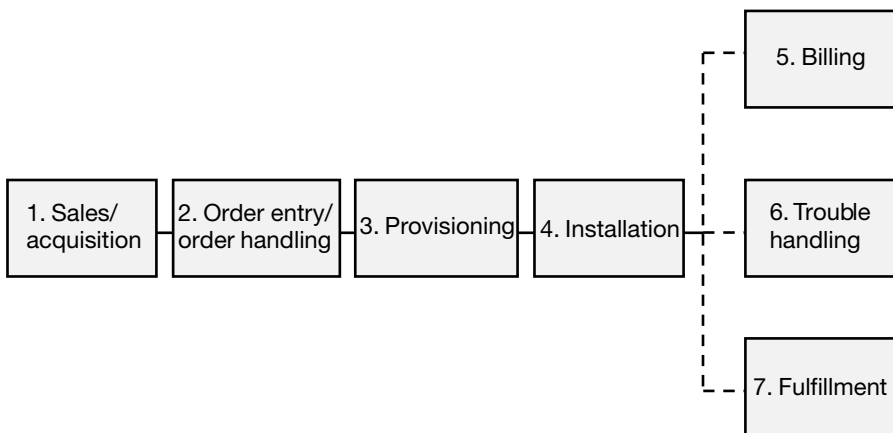 1. Sales/
acquisition
2. Order entry/
order handling
3. Provisioning
4. Installation
5. Billing
6. Trouble
handling
7. Fulfillment